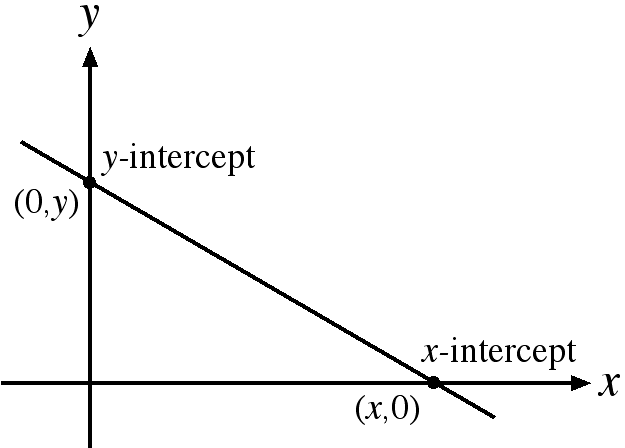 y
y-intercept
(0,y)
x-intercept
x
(x,0)